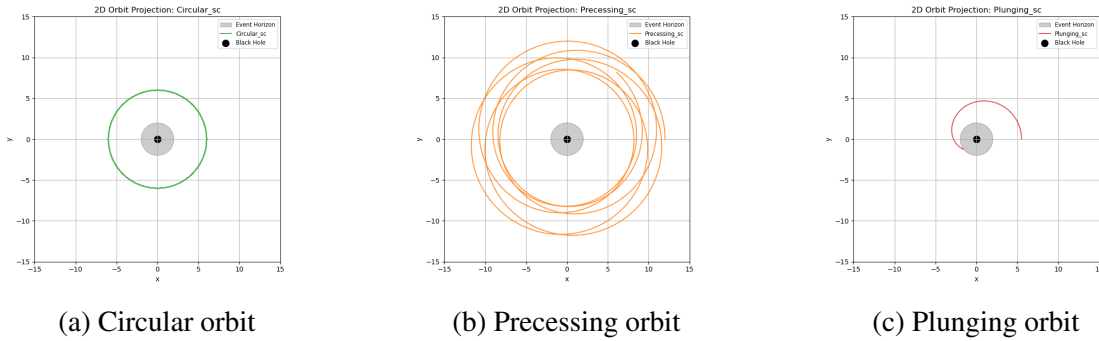 2D Orbit Projection: Circular_sc
Event Horizon
Circular_sc
Black Hole
15
10
5
0
−5
−10
−15
y
−15 −10 −5 0 5 10 15
x
(a) Circular orbit
2D Orbit Projection: Precessing_sc
Event Horizon
Precessing_sc
Black Hole
15
10
5
0
−5
−10
−15
y
−15 −10 −5 0 5 10 15
x
(b) Precessing orbit
2D Orbit Projection: Plunging_sc
Event Horizon
Plunging_sc
Black Hole
15
10
5
0
−5
−10
−15
y
−15 −10 −5 0 5 10 15
x
(c) Plunging orbit